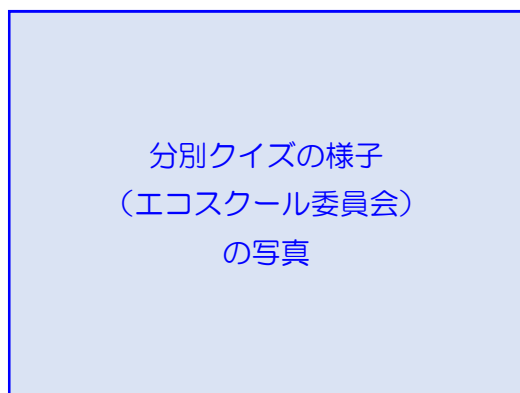 分別クイズの様子
（エコスクール委員会）
の写真